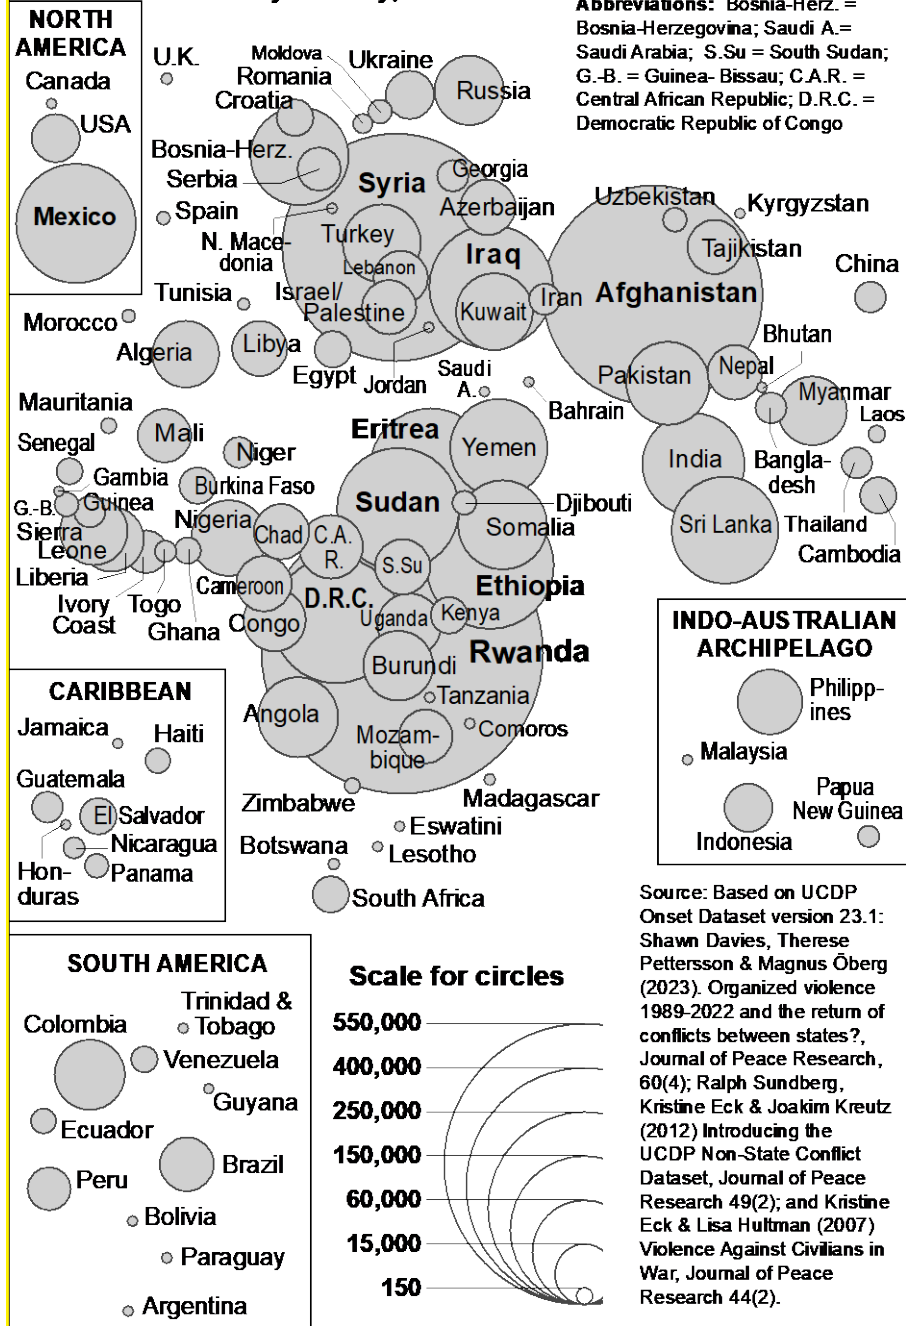 Abbreviations: Bosnia-Herz. =
Bosnia-Herzegovina; Saudi A.=
Saudi Arabia; S.Su = South Sudan;
G.-B. = Guinea- Bissau; C.A.R. =
Central African Republic; D.R.C. =
Democratic Republic of Congo
NORTH
AMERICA
Canada
USA
Mexico
U.K.
Moldova
Romania
Croatia
Ukraine
Russia
Bosnia-Herz.
Serbia
Spain
N. Mace-
donia
Syria
Georgia
Azerbaijan
Turkey
Lebanon
Iraq
Israel/
Palestine
Kuwait
Iran
Afghanistan
Uzbekistan
Kyrgyzstan
Tajikistan
China
Tunisia
Morocco
Algeria
Libya
Egypt
Jordan
Saudi
A.
Bahrain
Pakistan
Nepal
Bhutan
Myanmar
Laos
Mauritania
Mali
Niger
Senegal
Gambia
G.-B.
Guinea
Burkina Faso
Sierra
Leone
Nigeria
Liberia
Ivory
Coast
Togo
Ghana
Chad
C.A.
R.
Cameroon
Congo
Eritrea
Yemen
Sudan
Djibouti
Somalia
S.Su
Ethiopia
D.R.C.
Uganda
Kenya
Rwanda
Burundi
Tanzania
Angola
Mozam-
bique
Comoros
Zimbabwe
Madagascar
Eswatini
Botswana
Lesotho
South Africa
India
Bangla-
desh
Sri Lanka
Thailand
Cambodia
INDO-AUSTRALIAN
ARCHIPELAGO
Philipp-
ines
Malaysia
Papua
New Guinea
Indonesia
CARIBBEAN
Jamaica
Haiti
Guatemala
El Salvador
Nicaragua
Hon-
duras
Panama
SOUTH AMERICA
Trinidad &
Tobago
Colombia
Venezuela
Guyana
Ecuador
Peru
Brazil
Bolivia
Paraguay
Argentina
Scale for circles
550,000
400,000
250,000
150,000
60,000
15,000
150
Source: Based on UCDP
Onset Dataset version 23.1:
Shawn Davies, Therese
Pettersson & Magnus Öberg
(2023). Organized violence
1989-2022 and the return of
conflicts between states?,
Journal of Peace Research,
60(4); Ralph Sundberg,
Kristine Eck & Joakim Kreutz
(2012) Introducing the
UCDP Non-State Conflict
Dataset, Journal of Peace
Research 49(2); and Kristine
Eck & Lisa Hultman (2007)
Violence Against Civilians in
War, Journal of Peace
Research 44(2).